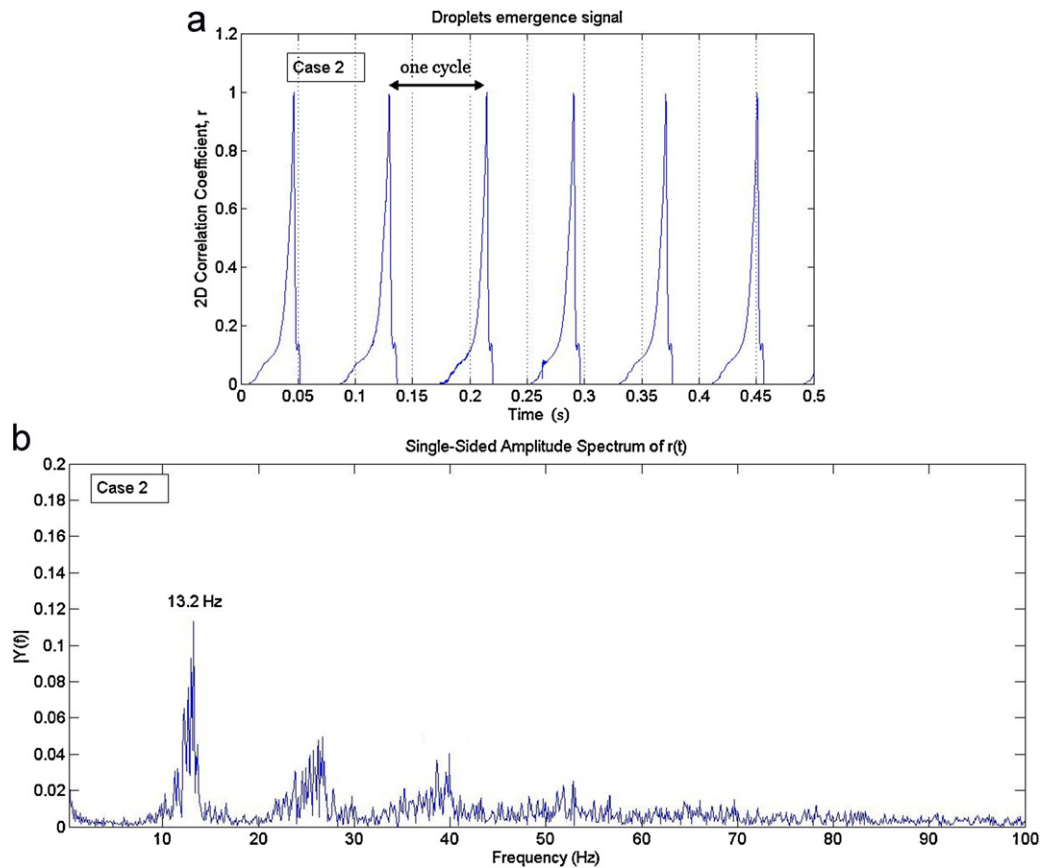 a
Droplets emergence signal
1.2
1
0.8
0.6
0.4
0.2
0
2D Correlation Coefficient, r
Case 2
one cycle
0 0.05 0.1 0.15 0.2 0.25 0.3 0.35 0.4 0.45 0.5
Time (s)
b
Single-Sided Amplitude Spectrum of r(t)
0.2
0.18
0.16
0.14
0.12
0.1
0.08
0.06
0.04
0.02
0
|Y(f)|
Case 2
13.2 Hz
10 20 30 40 50 60 70 80 90 100
Frequency (Hz)